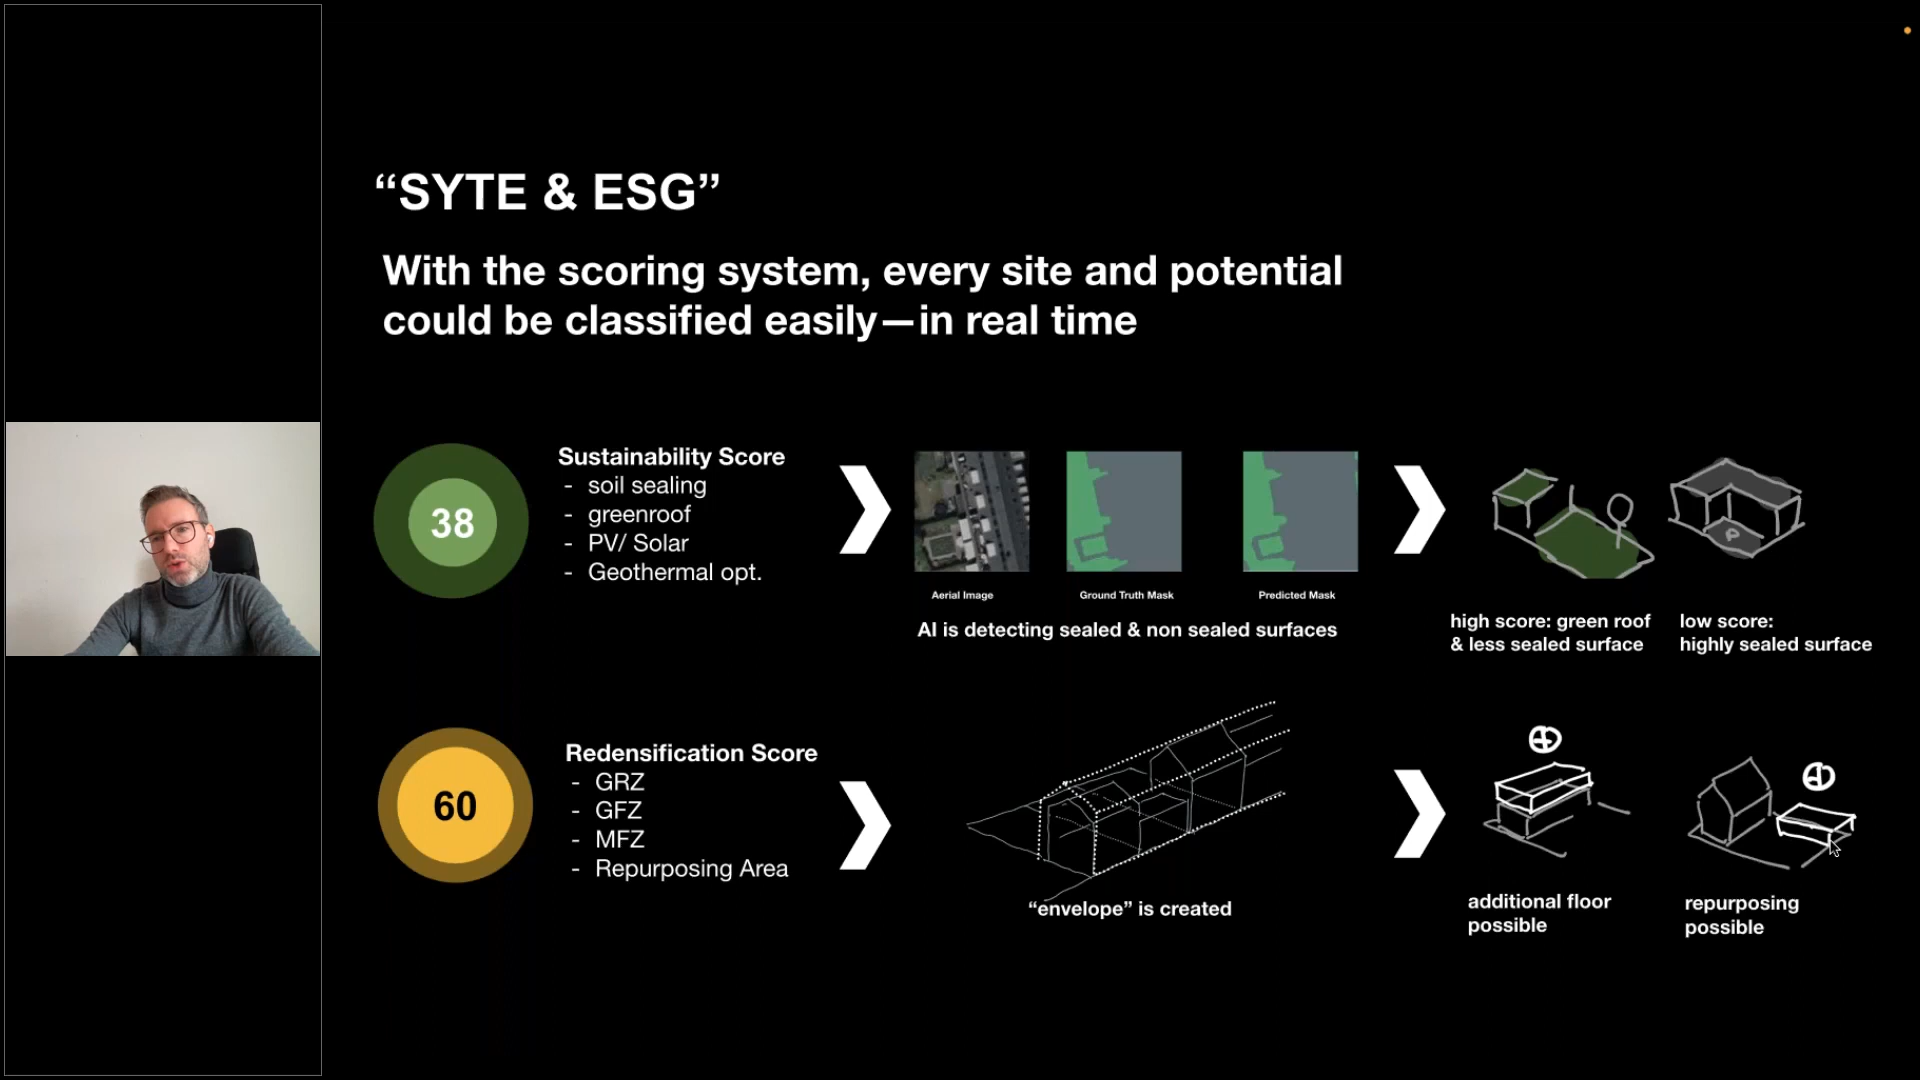 “SYTE & ESG”
With the scoring system, every site and potential
could be classified easily—in real time
38
Sustainability Score
- soil sealing
- greenroof
- PV/ Solar
- Geothermal opt.
Aerial Image
Ground Truth Mask
Predicted Mask
AI is detecting sealed & non sealed surfaces
P
high score: green roof
& less sealed surface
low score:
highly sealed surface
60
Redensification Score
- GRZ
- GFZ
- MFZ
- Repurposing Area
“envelope” is created
additional floor
possible
repurposing
possible